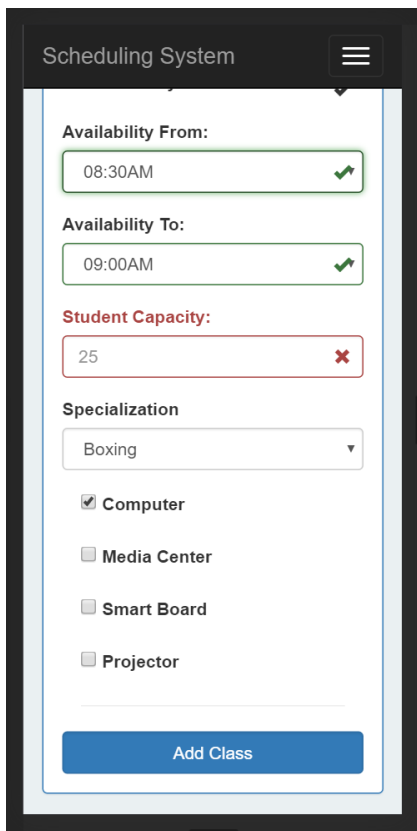 Scheduling System
Availability From:
08:30AM
Availability To:
09:00AM
Student Capacity:
25
Specialization
Boxing
Computer
Media Center
Smart Board
Projector
Add Class